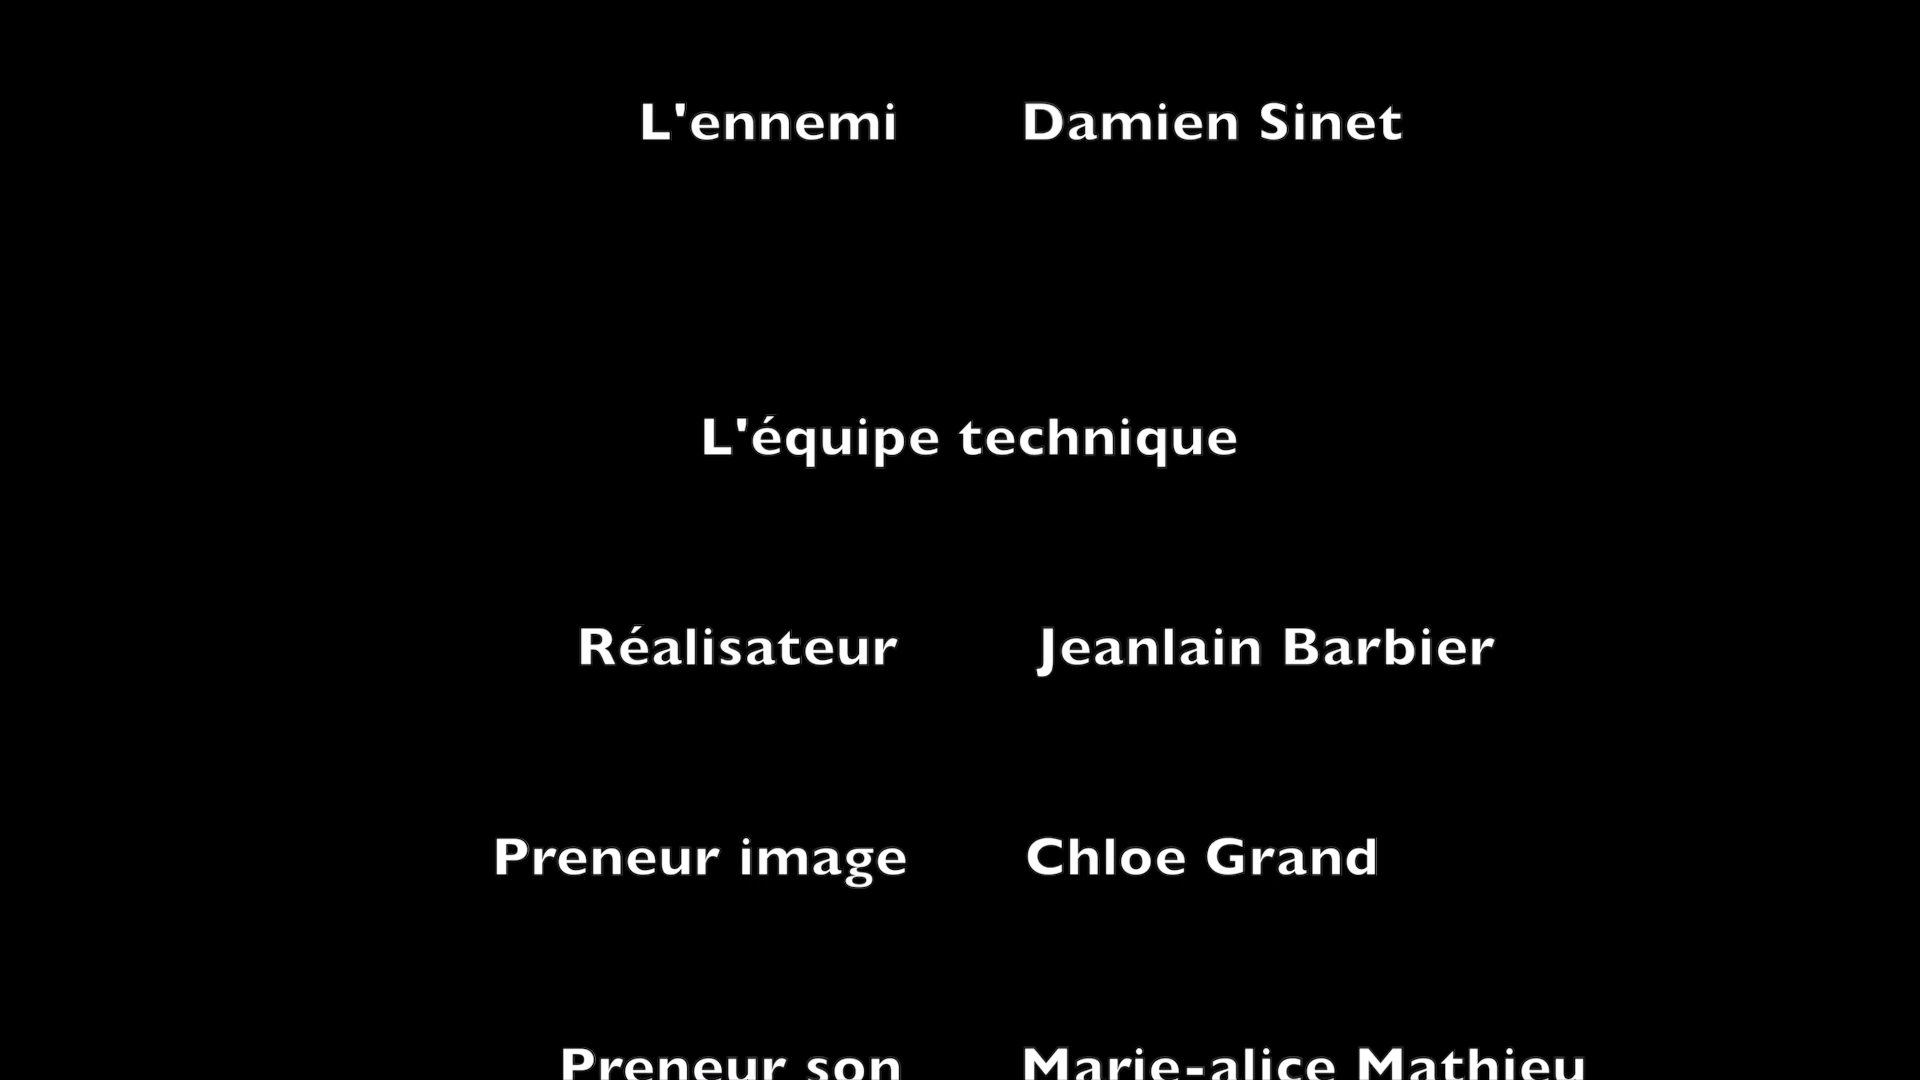 L'ennemi Damien Sinet
L'équipe technique
Réalisateur Jeanlain Barbier
Preneur image Chloe Grand
Preneur son Marie-alice Mathieu